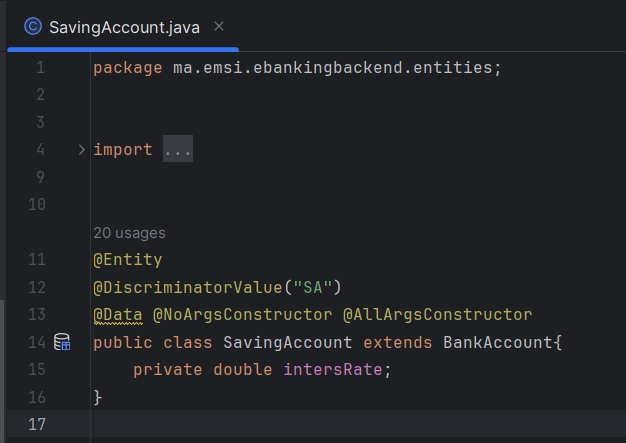 SavingAccount.java
1 package ma.emsi.ebankingbackend.entities;
2
3
4 import ...
9
10
20 usages
11 @Entity
12 @DiscriminatorValue("SA")
13 @Data @NoArgsConstructor @AllArgsConstructor
14 public class SavingAccount extends BankAccount{
15 private double intersRate;
16 }
17